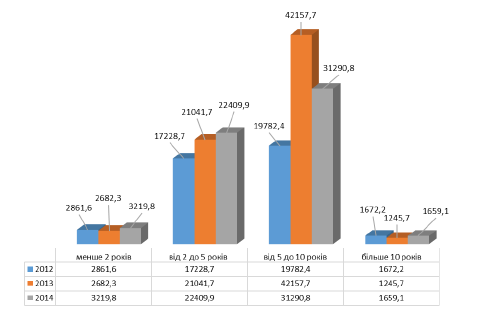 42157,7
31290,8
17228,7 21041,7 22409,9 19782,4
2861,6 2682,3 3219,8 1672,2 1245,7 1659,1
менше 2 років від 2 до 5 років від 5 до 10 років більше 10 років
2012 2861,6 17228,7 19782,4 1672,2
2013 2682,3 21041,7 42157,7 1245,7
2014 3219,8 22409,9 31290,8 1659,1